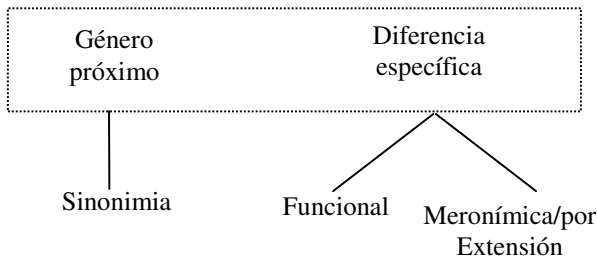 Género
próximo
Diferencia
específica
Sinonimia
Funcional
Meronímica/por
Extensión